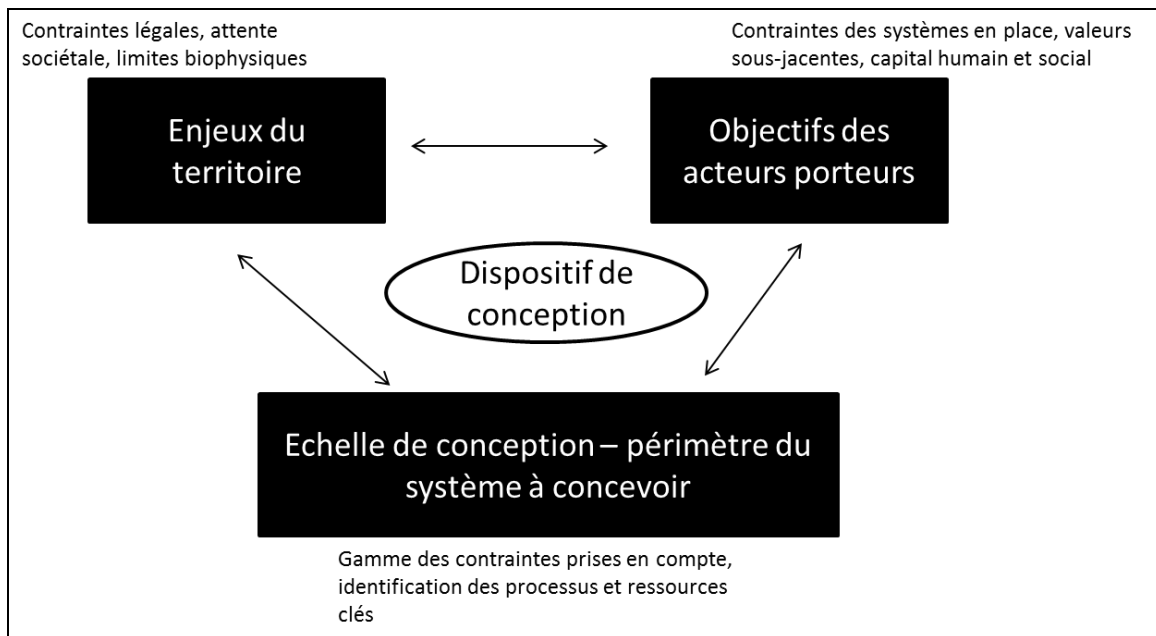 Contraintes légales, attente
sociétale, limites biophysiques
Contraintes des systèmes en place, valeurs
sous-jacentes, capital humain et social
Enjeux du
territoire
Objectifs des
acteurs porteurs
Dispositif de
conception
Echelle de conception – périmètre du
système à concevoir
Gamme des contraintes prises en compte,
identification des processus et ressources
clés